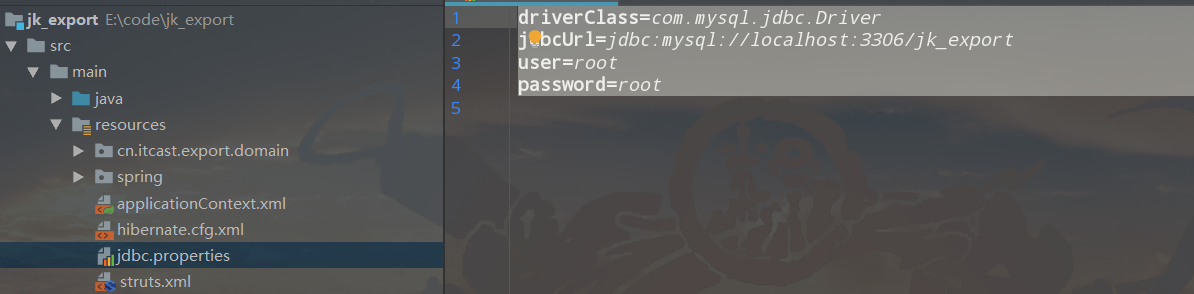 jk_export E:\code\jk_export
src
main
java
resources
cn.itcast.export.domain
spring
applicationContext.xml
hibernate.cfg.xml
jdbc.properties
struts.xml
1 driverClass=com.mysql.jdbc.Driver
2 jdbcUrl=jdbc:mysql://localhost:3306/jk_export
3 user=root
4 password=root
5